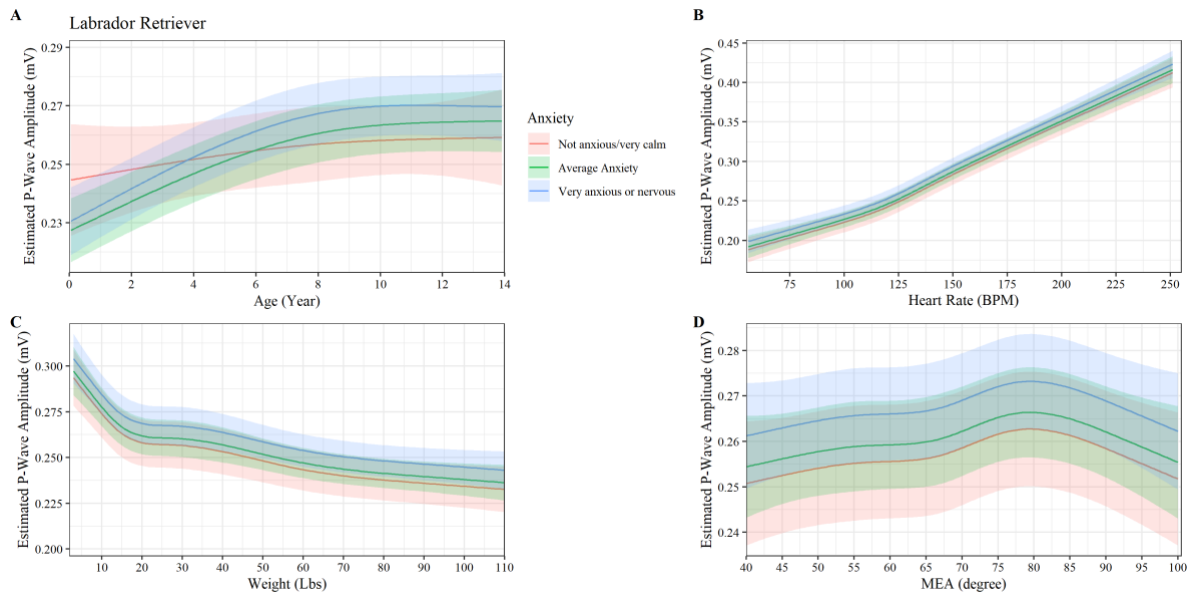 A
Labrador Retriever
Estimated P-Wave Amplitude (mV)
0.29
0.27
0.25
0.23
0 2 4 6 8 10 12 14
Age (Year)
Anxiety
Not anxious/very calm
Average Anxiety
Very anxious or nervous
B
Estimated P-Wave Amplitude (mV)
0.45
0.40
0.35
0.30
0.25
0.20
75 100 125 150 175 200 225 250
Heart Rate (BPM)
C
Estimated P-Wave Amplitude (mV)
0.300
0.275
0.250
0.225
0.200
10 20 30 40 50 60 70 80 90 100 110
Weight (Lbs)
D
Estimated P-Wave Amplitude (mV)
0.28
0.27
0.26
0.25
0.24
40 45 50 55 60 65 70 75 80 85 90 95 100
MEA (degree)